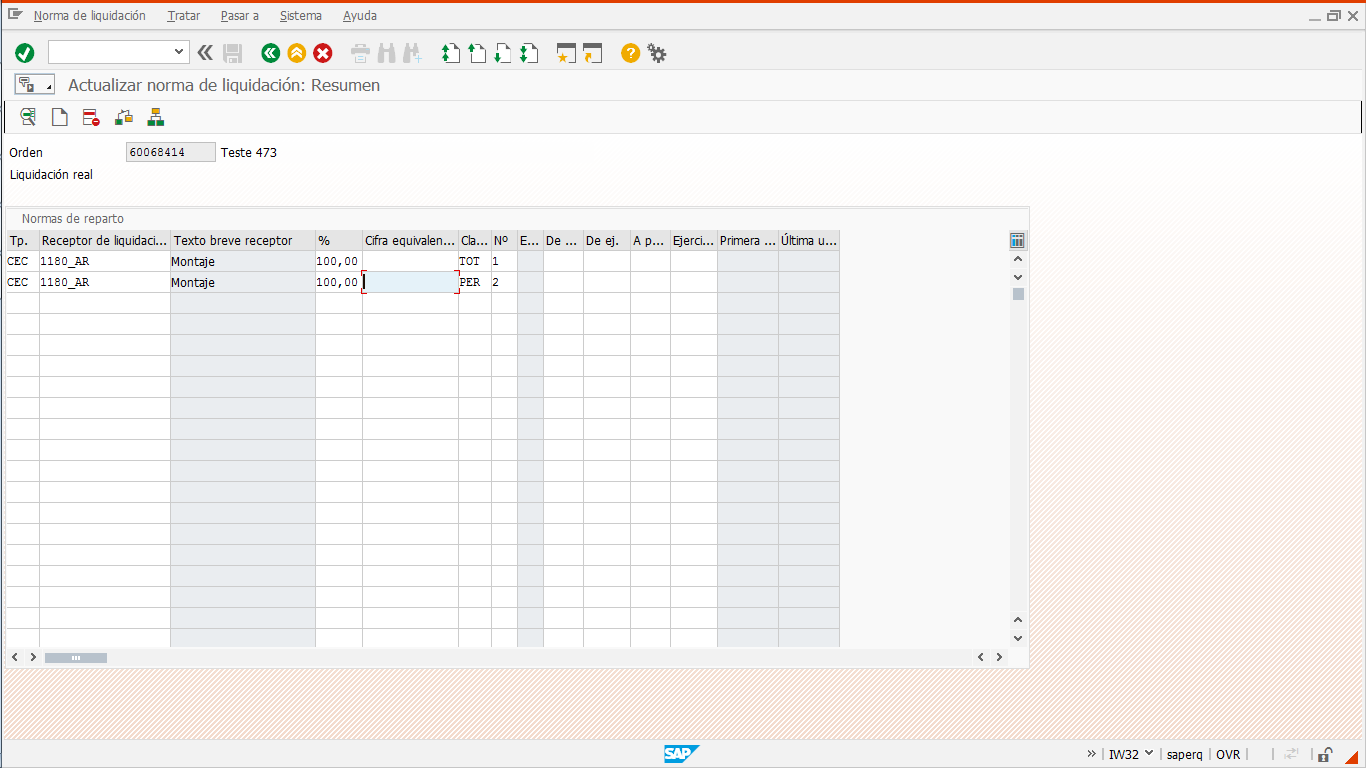 Norma de liquidación Tratar Pasar a Sistema Ayuda
Actualizar norma de liquidación: Resumen
Orden 60068414 Teste 473
Liquidación real
Normas de reparto
Tp. Receptor de liquidaci... Texto breve receptor % Cifra equivalen... Cla... Nº E... De ... De ej. A p... Ejerci... Primera ... Última u...
CEC 1180_AR Montaje 100,00 TOT 1
CEC 1180_AR Montaje 100,00 PER 2
SAP
IW32 saperq OVR